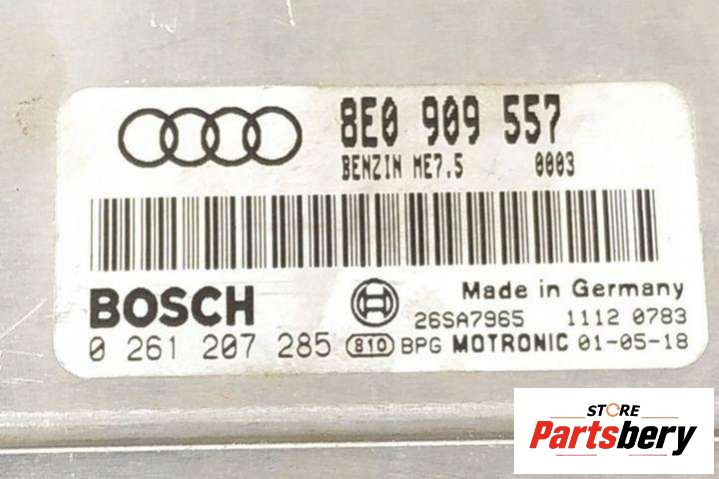 8E0 909 557
BENZIN ME7.5 0003
BOSCH
Made in Germany
26SA7965 1112 0783
0 261 207 285 810 BPG MOTRONIC 01-05-18
STORE
Partsbery